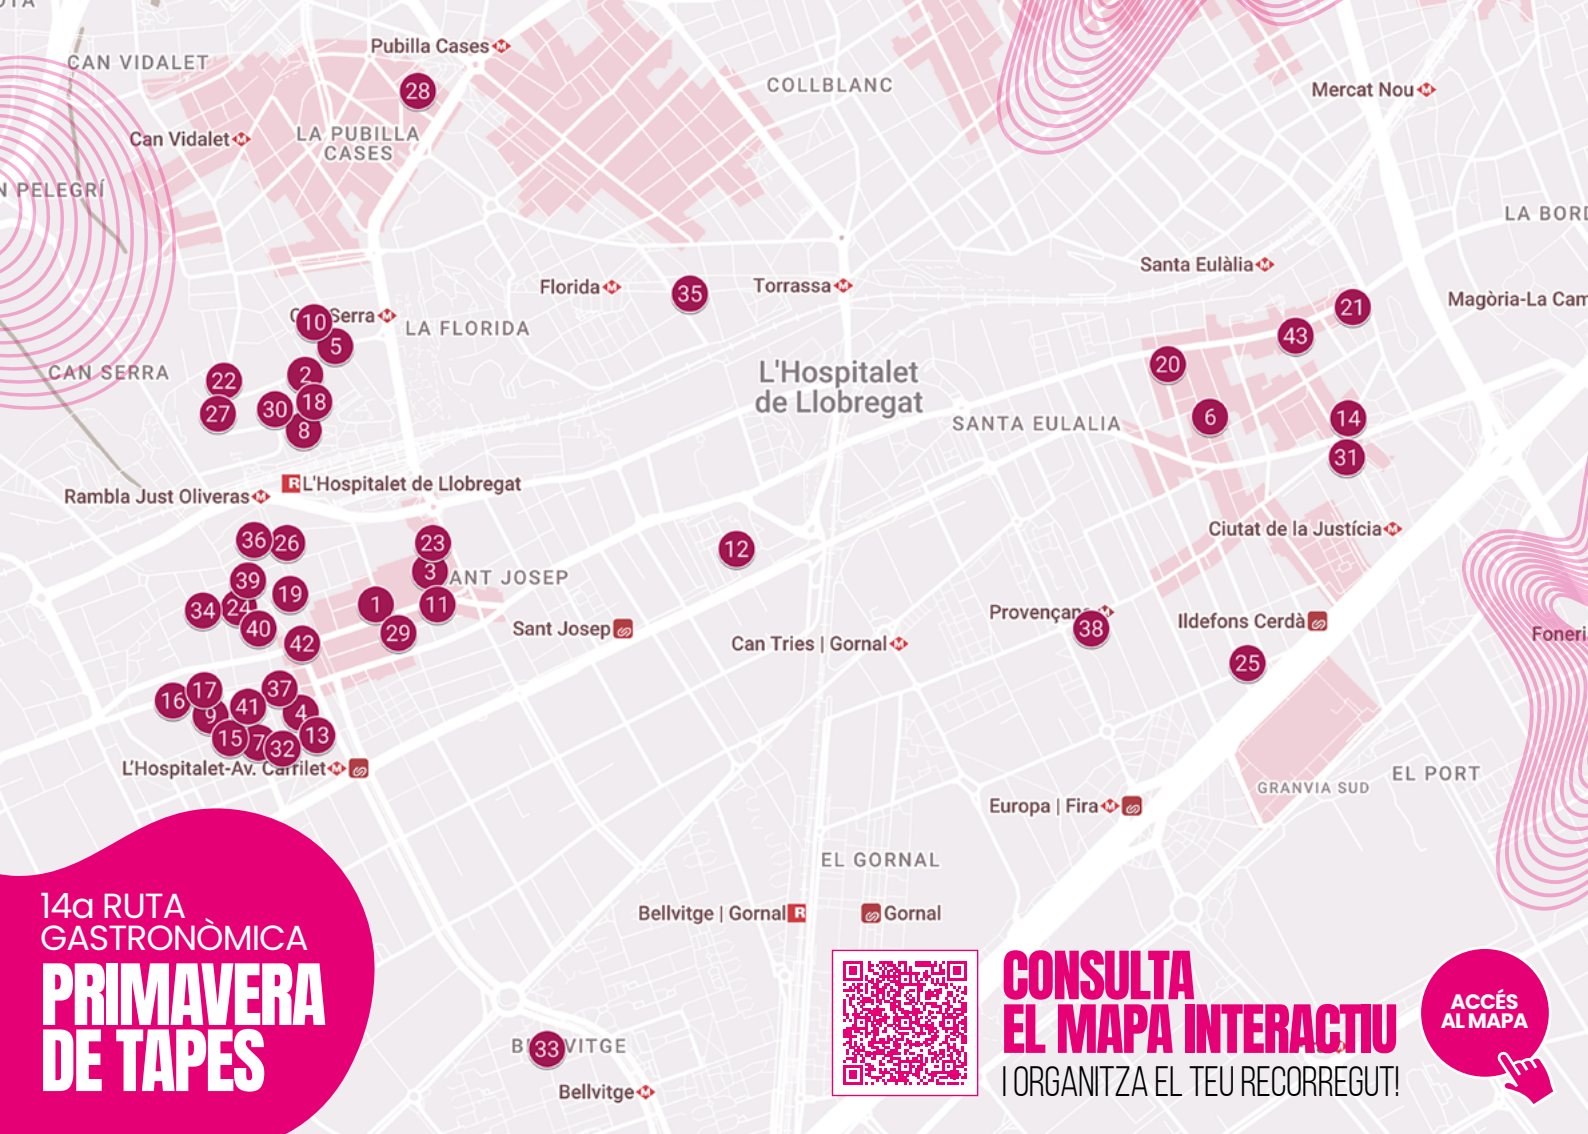 CAN VIDALET
Pubilla Cases
28
COLLBLANC
Mercat Nou
Can Vidalet
LA PUBILLA
CASES
PELEGRÍ
LA
Santa Eulàlia
Florida
35
Torrassa
21
10
Serra
LA FLORIDA
43
5
20
CAN SERRA
22
2
L'Hospitalet
de Llobregat
27
30
18
8
SANTA EULALIA
6
14
31
L'Hospitalet de Llobregat
Rambla Just Oliveras
Ciutat de la Justícia
36
26
23
12
39
3
ANT JOSEP
34
24
19
1
11
Provençana
40
29
Sant Josep
38
Ildefons Cerdà
42
Can Tries | Gornal
25
16
17
37
9
41
4
15
7
32
13
L'Hospitalet-Av. Carrilet
GRANVIA SUD
EL PORT
Europa | Fira
EL GORNAL
Bellvitge | Gornal
Gornal
33
VITGE
Bellvitge
14a RUTA
GASTRONÒMICA
PRIMAVERA
DE TAPES
CONSULTA
EL MAPA INTERACTIU
I ORGANITZA EL TEU RECORREGUT!
ACCÉS
AL MAPA